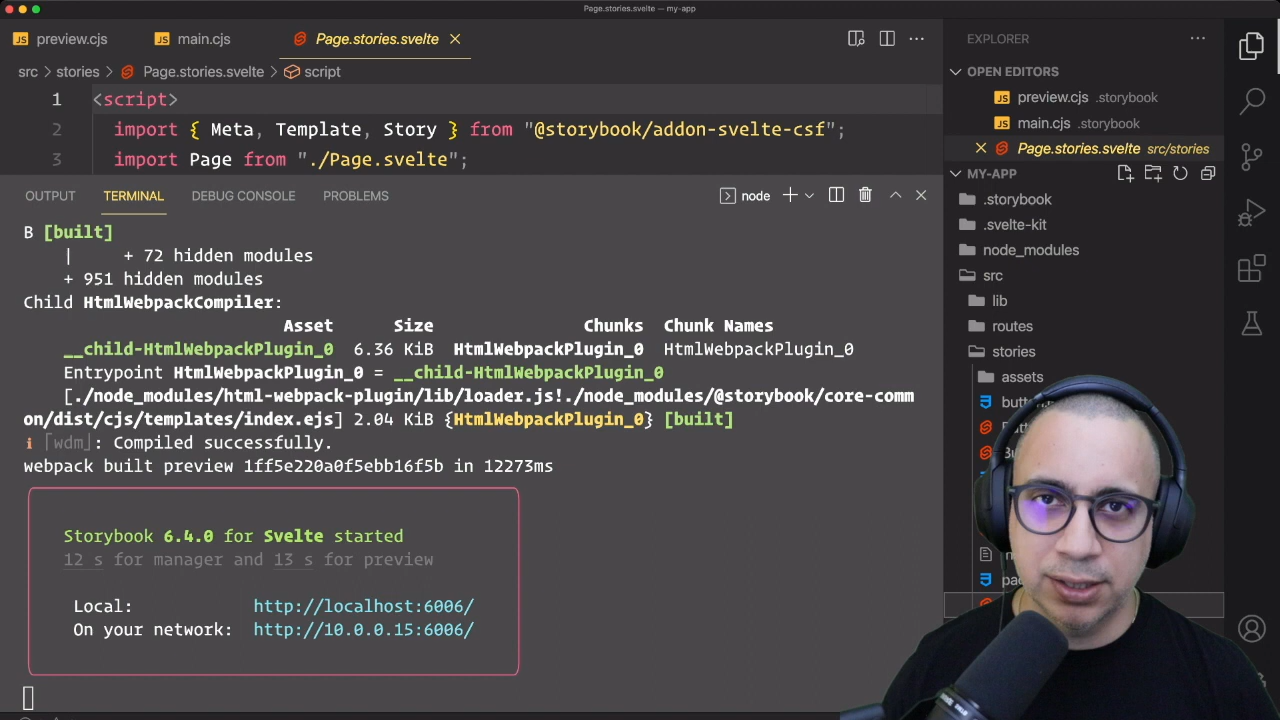 Page.stories.svelte — my-app
preview.cjs
main.cjs
Page.stories.svelte
src > stories > Page.stories.svelte > script
1 <script>
2 import { Meta, Template, Story } from "@storybook/addon-svelte-csf";
3 import Page from "./Page.svelte";
OUTPUT TERMINAL DEBUG CONSOLE PROBLEMS
node
B [built]
| + 72 hidden modules
+ 951 hidden modules
Child HtmlWebpackCompiler:
Asset Size Chunks Chunk Names
__child-HtmlWebpackPlugin_0 6.36 KiB HtmlWebpackPlugin_0 HtmlWebpackPlugin_0
Entrypoint HtmlWebpackPlugin_0 = __child-HtmlWebpackPlugin_0
[./node_modules/html-webpack-plugin/lib/loader.js!./node_modules/@storybook/core-comm
on/dist/cjs/templates/index.ejs] 2.04 KiB {HtmlWebpackPlugin_0} [built]
ℹ ｢wdm｣: Compiled successfully.
webpack built preview 1ff5e220a0f5ebb16f5b in 12273ms
Storybook 6.4.0 for Svelte started
12 s for manager and 13 s for preview
Local: http://localhost:6006/
On your network: http://10.0.0.15:6006/
EXPLORER
OPEN EDITORS
JS preview.cjs .storybook
JS main.cjs .storybook
Page.stories.svelte src/stories
MY-APP
.storybook
.svelte-kit
node_modules
src
lib
routes
stories
assets